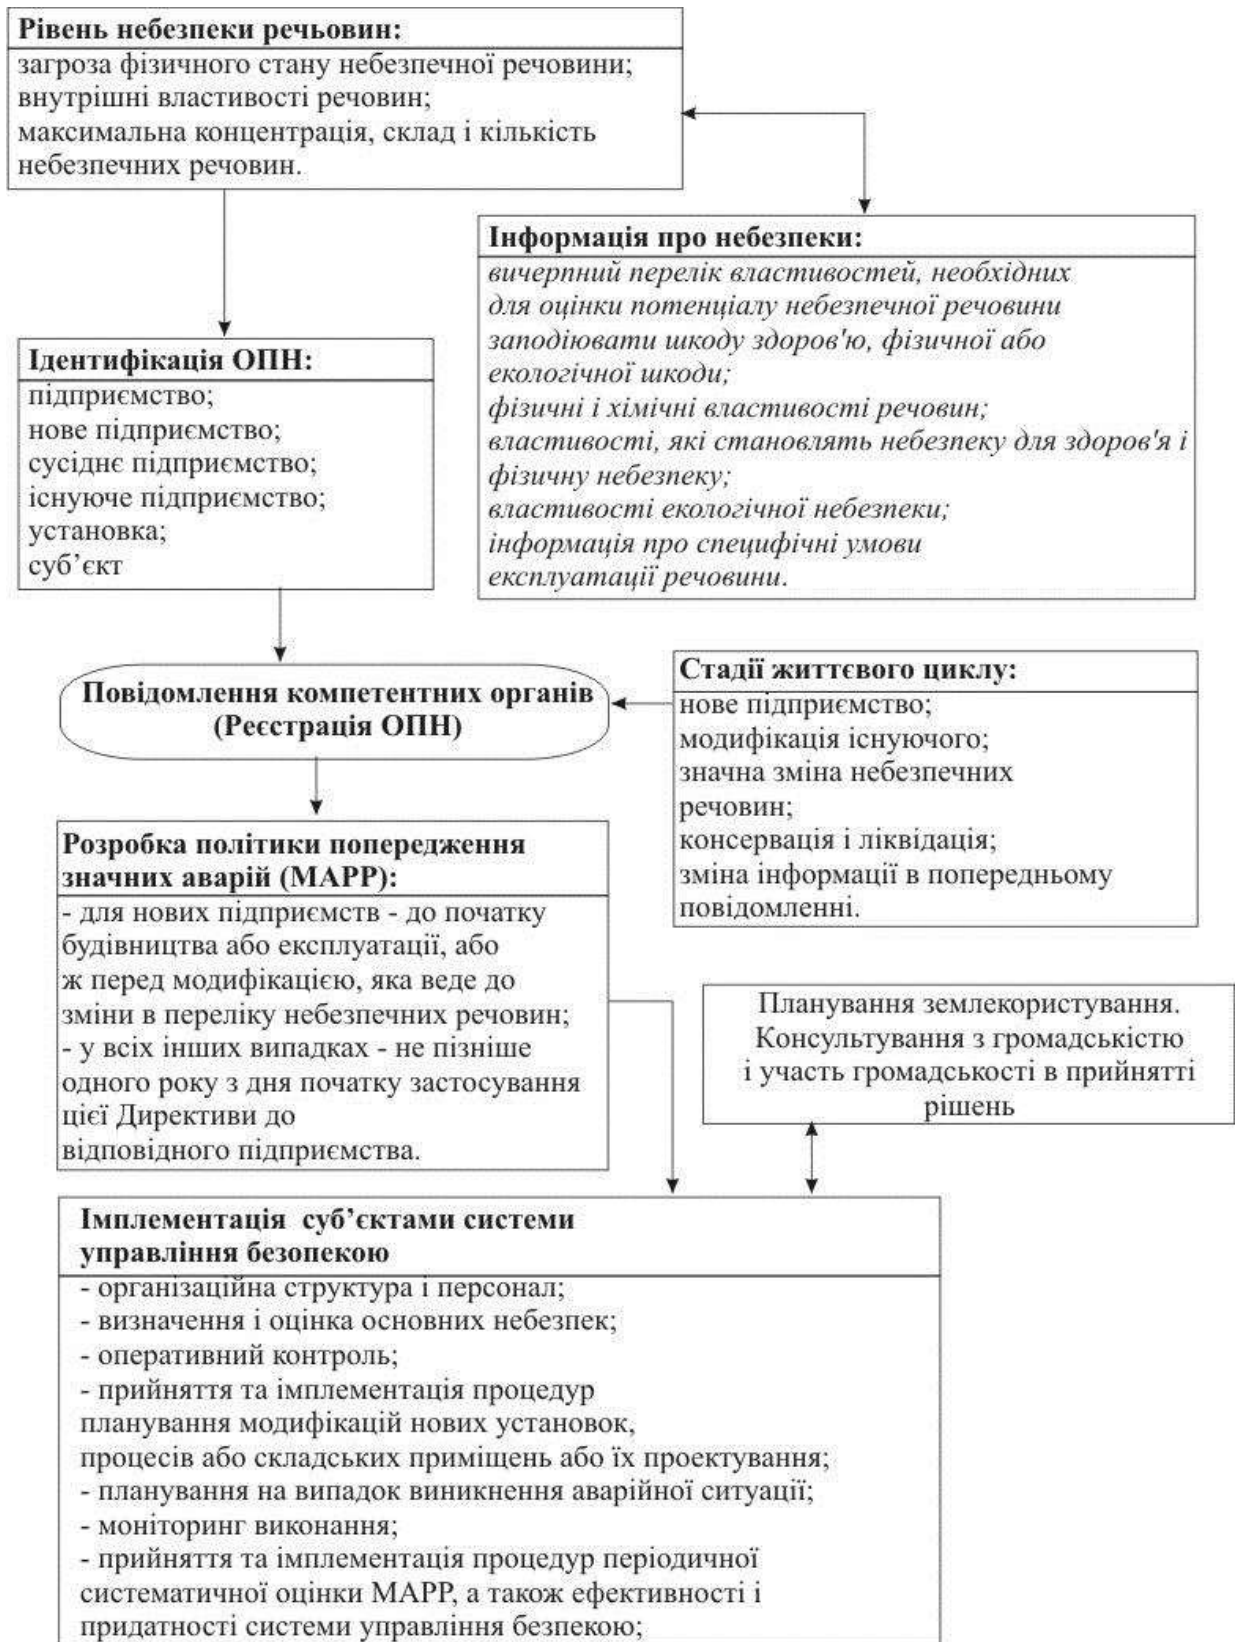 Рівень небезпеки речьовин:
загроза фізичного стану небезпечної речовини;
внутрішні властивості речовин;
максимальна концентрація, склад і кількість
небезпечних речовин.
Інформація про небезпеки:
вичерпний перелік властивостей, необхідних
для оцінки потенціалу небезпечної речовини
заподіювати шкоду здоров'ю, фізичної або
екологічної шкоди;
фізичні і хімічні властивості речовин;
властивості, які становлять небезпеку для здоров'я і
фізичну небезпеку;
властивості екологічної небезпеки;
інформація про специфічні умови
експлуатації речовини.
Ідентифікація ОПН:
підприємство;
нове підприємство;
сусіднє підприємство;
існуюче підприємство;
установка;
суб’єкт
Повідомлення компетентних органів
(Реєстрація ОПН)
Стадії життєвого циклу:
нове підприємство;
модифікація існуючого;
значна зміна небезпечних
речовин;
консервація і ліквідація;
зміна інформації в попередньому
повідомленні.
Розробка політики попередження
значних аварій (МАРР):
- для нових підприємств - до початку
будівництва або експлуатації, або
ж перед модифікацією, яка веде до
зміни в переліку небезпечних речовин;
- у всіх інших випадках - не пізніше
одного року з дня початку застосування
цієї Директиви до
відповідного підприємства.
Планування землекористування.
Консультування з громадськістю
і участь громадськості в прийнятті
рішень
Імплементація суб’єктами системи
управління безопекою
- організаційна структура і персонал;
- визначення і оцінка основних небезпек;
- оперативний контроль;
- прийняття та імплементація процедур
планування модифікацій нових установок,
процесів або складських приміщень або їх проектування;
- планування на випадок виникнення аварійної ситуації;
- моніторинг виконання;
- прийняття та імплементація процедур періодичної
систематичної оцінки МАРР, а також ефективності і
придатності системи управління безпекою;